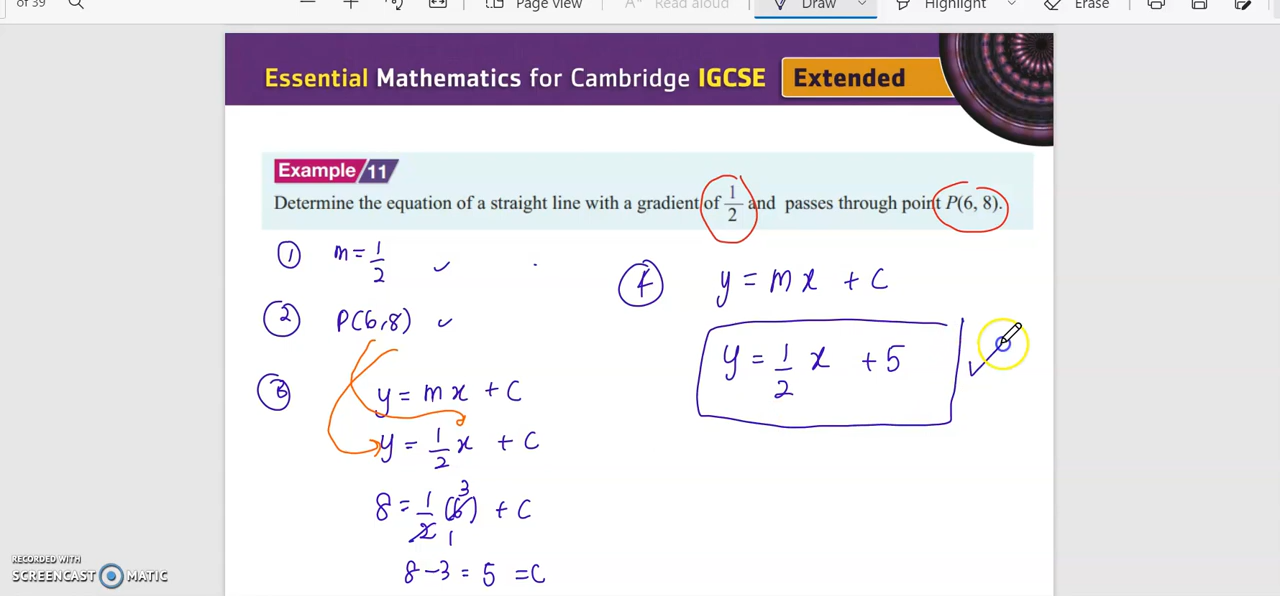 of 39
Page view
Read aloud
Draw
Highlight
Erase
Essential Mathematics for Cambridge IGCSE Extended
Example 11
Determine the equation of a straight line with a gradient of 1/2 and passes through point P(6, 8).
① m = 1/2 ✓
② P(6,8) ✓
③ y = mx + C
y = 1/2 x + C
8 = 1/2 (6) 3 + C
1
8 - 3 = 5 = C
④ y = mx + C
y = 1/2 x + 5 ✓
RECORDED WITH
SCREENCAST MATIC